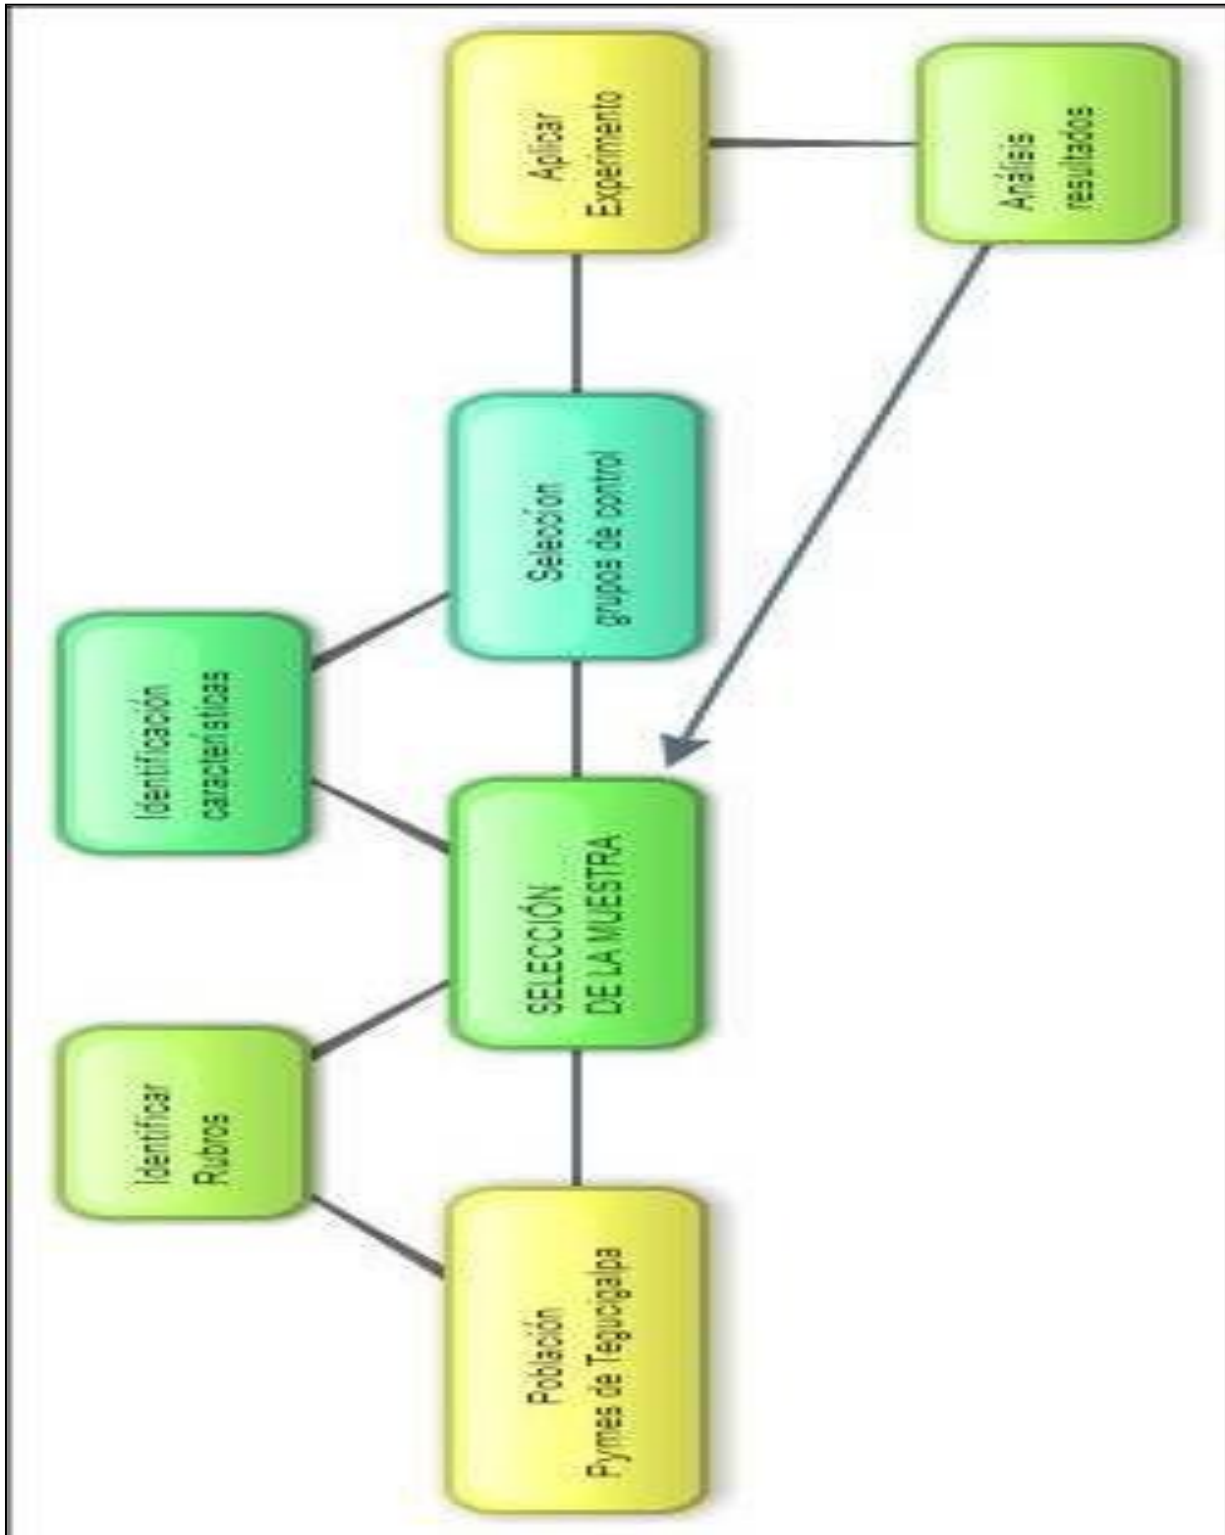 Identificar
Rubros
Identificación
características
Población
Pymes de Tegucigalpa
SELECCIÓN
DE LA MUESTRA
Selección
grupos de control
Aplicar
Experimento
Análisis
resultados